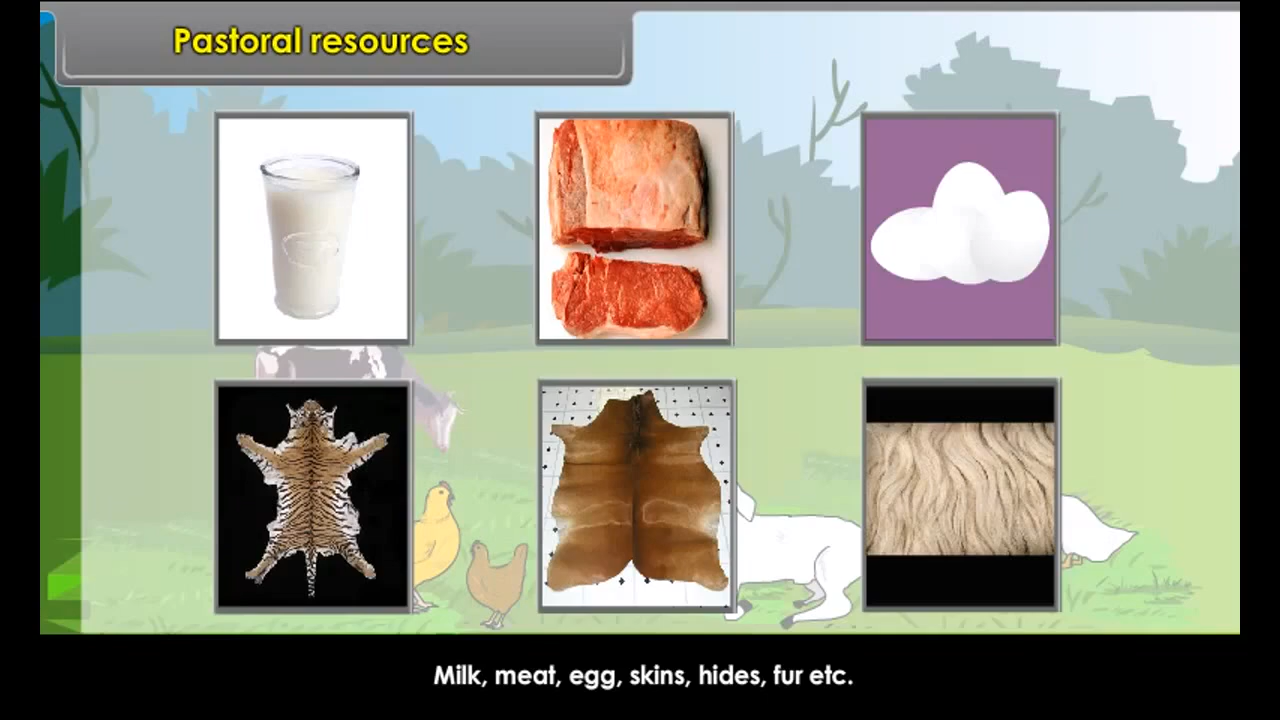 Pastoral resources
Milk, meat, egg, skins, hides, fur etc.